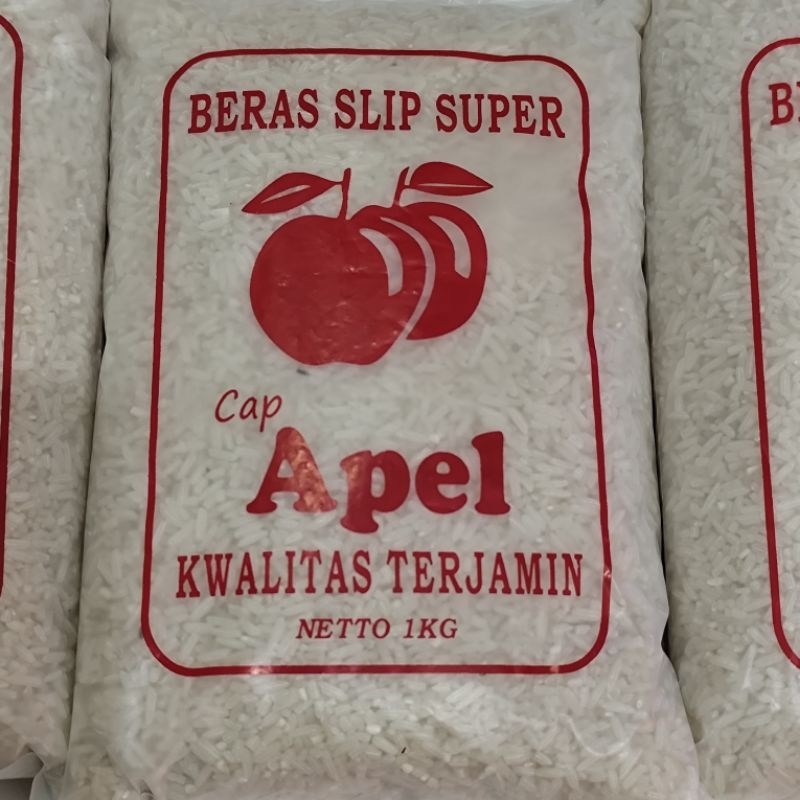 BERAS SLIP SUPER
Cap
Apel
KWALITAS TERJAMIN
NETTO 1KG